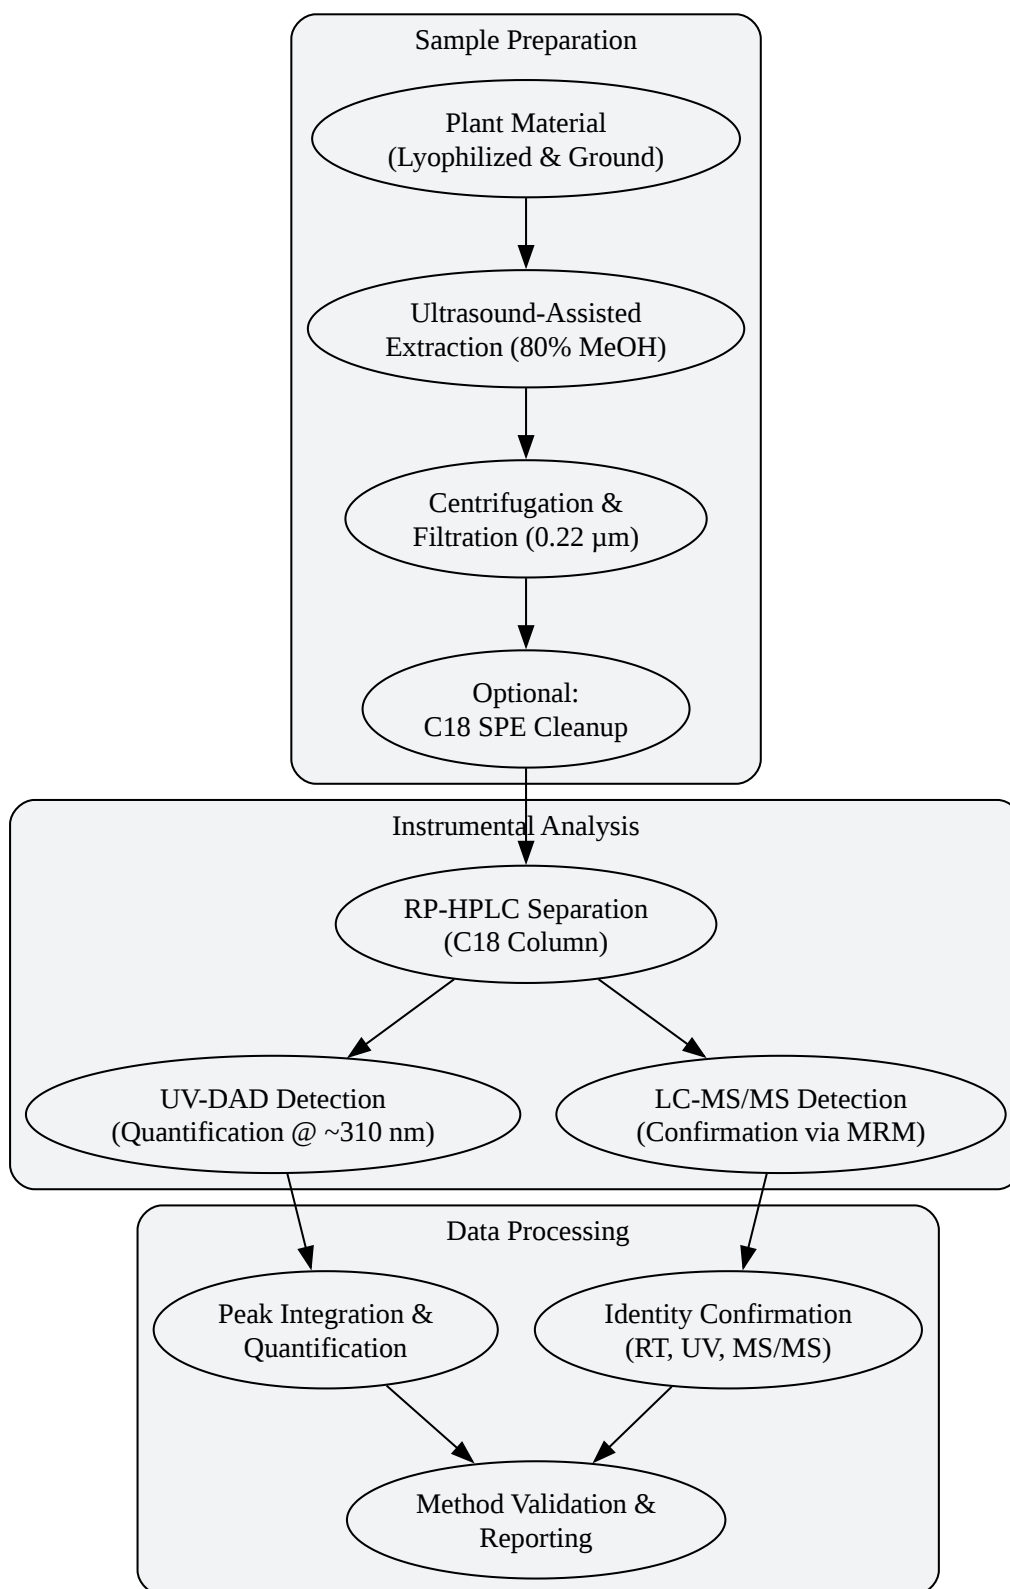 Sample Preparation
Plant Material
(Lyophilized & Ground)
Ultrasound-Assisted
Extraction (80% MeOH)
Centrifugation &
Filtration (0.22 µm)
Optional:
C18 SPE Cleanup
Instrumental Analysis
RP-HPLC Separation
(C18 Column)
UV-DAD Detection
(Quantification @ ~310 nm)
LC-MS/MS Detection
(Confirmation via MRM)
Data Processing
Peak Integration &
Quantification
Identity Confirmation
(RT, UV, MS/MS)
Method Validation &
Reporting